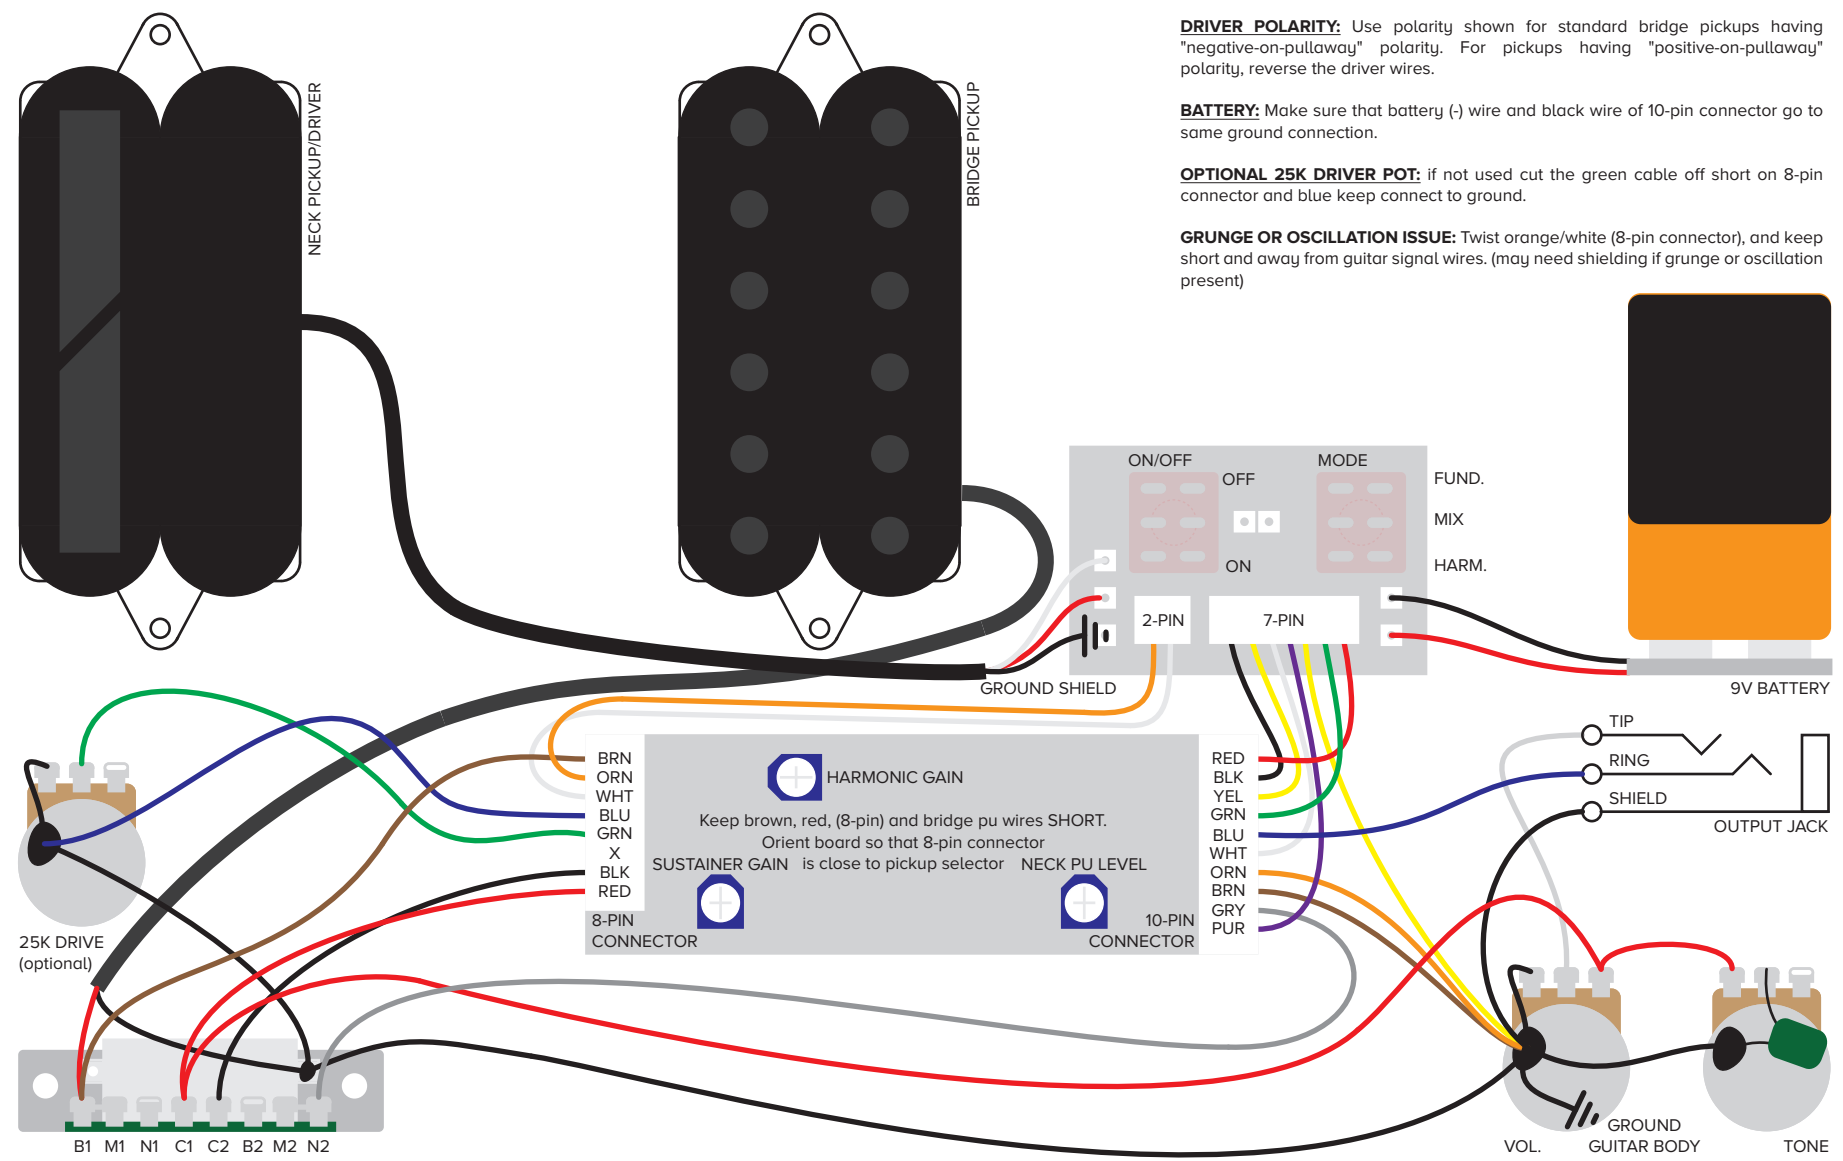 DRIVER POLARITY: Use polarity shown for standard bridge pickups having
"negative-on-pullaway" polarity. For pickups having "positive-on-pullaway"
polarity, reverse the driver wires.
BATTERY: Make sure that battery (-) wire and black wire of 10-pin connector go to
same ground connection.
OPTIONAL 25K DRIVER POT: if not used cut the green cable off short on 8-pin
connector and blue keep connect to ground.
GRUNGE OR OSCILLATION ISSUE: Twist orange/white (8-pin connector), and keep
short and away from guitar signal wires. (may need shielding if grunge or oscillation
present)
NECK PICKUP/DRIVER
BRIDGE PICKUP
ON/OFF
MODE
OFF
ON
FUND.
MIX
HARM.
2-PIN
7-PIN
GROUND SHIELD
9V BATTERY
TIP
RING
SHIELD
OUTPUT JACK
BRN
ORN
WHT
BLU
GRN
X
BLK
RED
8-PIN
CONNECTOR
HARMONIC GAIN
Keep brown, red, (8-pin) and bridge pu wires SHORT.
Orient board so that 8-pin connector
is close to pickup selector
SUSTAINER GAIN
NECK PU LEVEL
RED
BLK
YEL
GRN
BLU
WHT
ORN
BRN
GRY
PUR
10-PIN
CONNECTOR
25K DRIVE
(optional)
B1 M1 N1 C1 C2 B2 M2 N2
VOL.
GROUND
GUITAR BODY
TONE